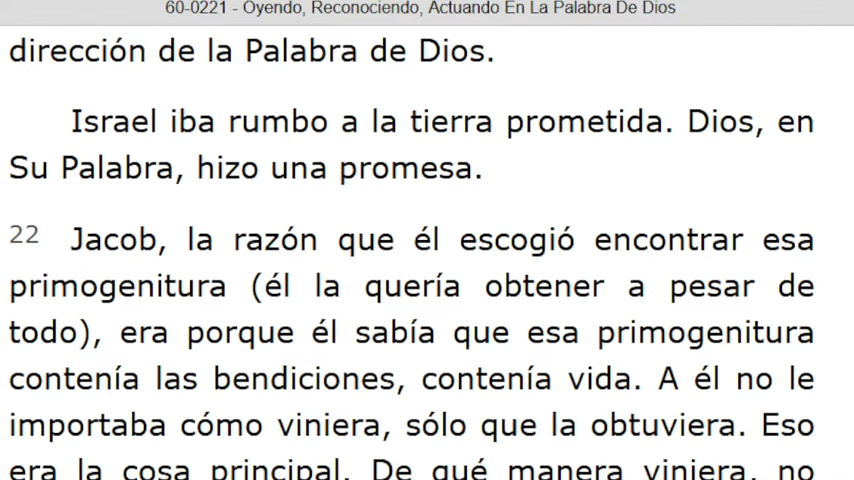 60-0221 - Oyendo, Reconociendo, Actuando En La Palabra De Dios
dirección de la Palabra de Dios.
Israel iba rumbo a la tierra prometida. Dios, en
Su Palabra, hizo una promesa.
22 Jacob, la razón que él escogió encontrar esa
primogenitura (él la quería obtener a pesar de
todo), era porque él sabía que esa primogenitura
contenía las bendiciones, contenía vida. A él no le
importaba cómo viniera, sólo que la obtuviera. Eso
era la cosa principal. De qué manera viniera, no